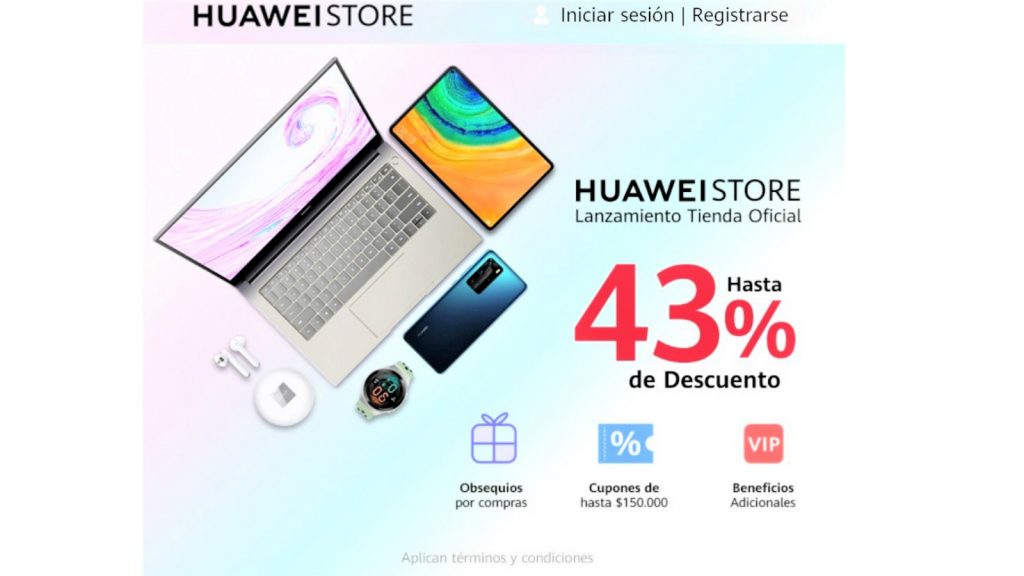 HUAWEI STORE
Iniciar sesión | Registrarse
HUAWEI STORE
Lanzamiento Tienda Oficial
Hasta
43%
de Descuento
%
VIP
Obsequios
por compras
Cupones de
hasta $150.000
Beneficios
Adicionales
Aplican términos y condiciones